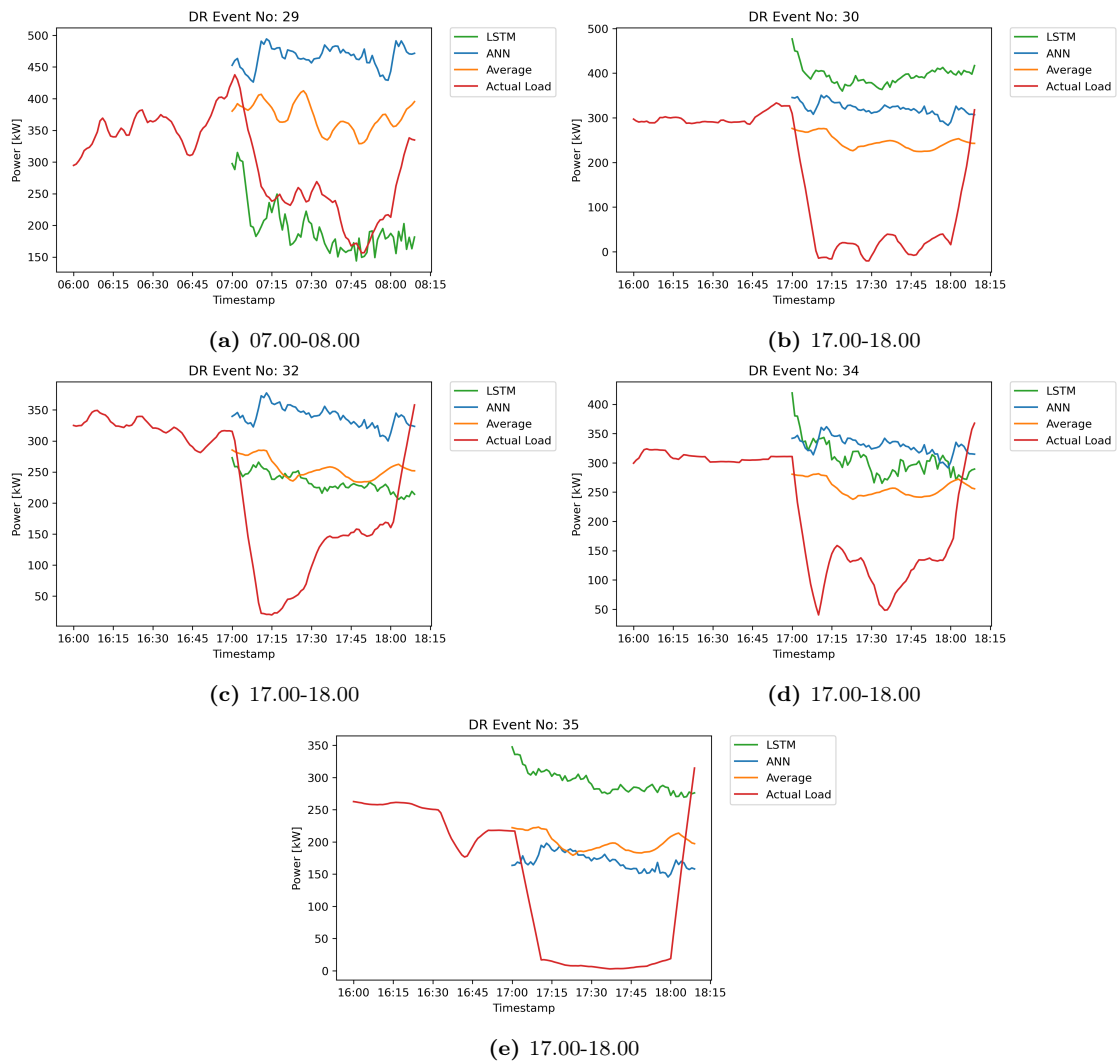 DR Event No: 29
LSTM
ANN
Average
Actual Load
Power [kW]
500
450
400
350
300
250
200
150
06:00 06:15 06:30 06:45 07:00 07:15 07:30 07:45 08:00 08:15
Timestamp
(a) 07.00-08.00
DR Event No: 30
LSTM
ANN
Average
Actual Load
Power [kW]
500
400
300
200
100
0
16:00 16:15 16:30 16:45 17:00 17:15 17:30 17:45 18:00 18:15
Timestamp
(b) 17.00-18.00
DR Event No: 32
LSTM
ANN
Average
Actual Load
Power [kW]
350
300
250
200
150
100
50
16:00 16:15 16:30 16:45 17:00 17:15 17:30 17:45 18:00 18:15
Timestamp
(c) 17.00-18.00
DR Event No: 34
LSTM
ANN
Average
Actual Load
Power [kW]
400
350
300
250
200
150
100
50
16:00 16:15 16:30 16:45 17:00 17:15 17:30 17:45 18:00 18:15
Timestamp
(d) 17.00-18.00
DR Event No: 35
LSTM
ANN
Average
Actual Load
Power [kW]
350
300
250
200
150
100
50
0
16:00 16:15 16:30 16:45 17:00 17:15 17:30 17:45 18:00 18:15
Timestamp
(e) 17.00-18.00